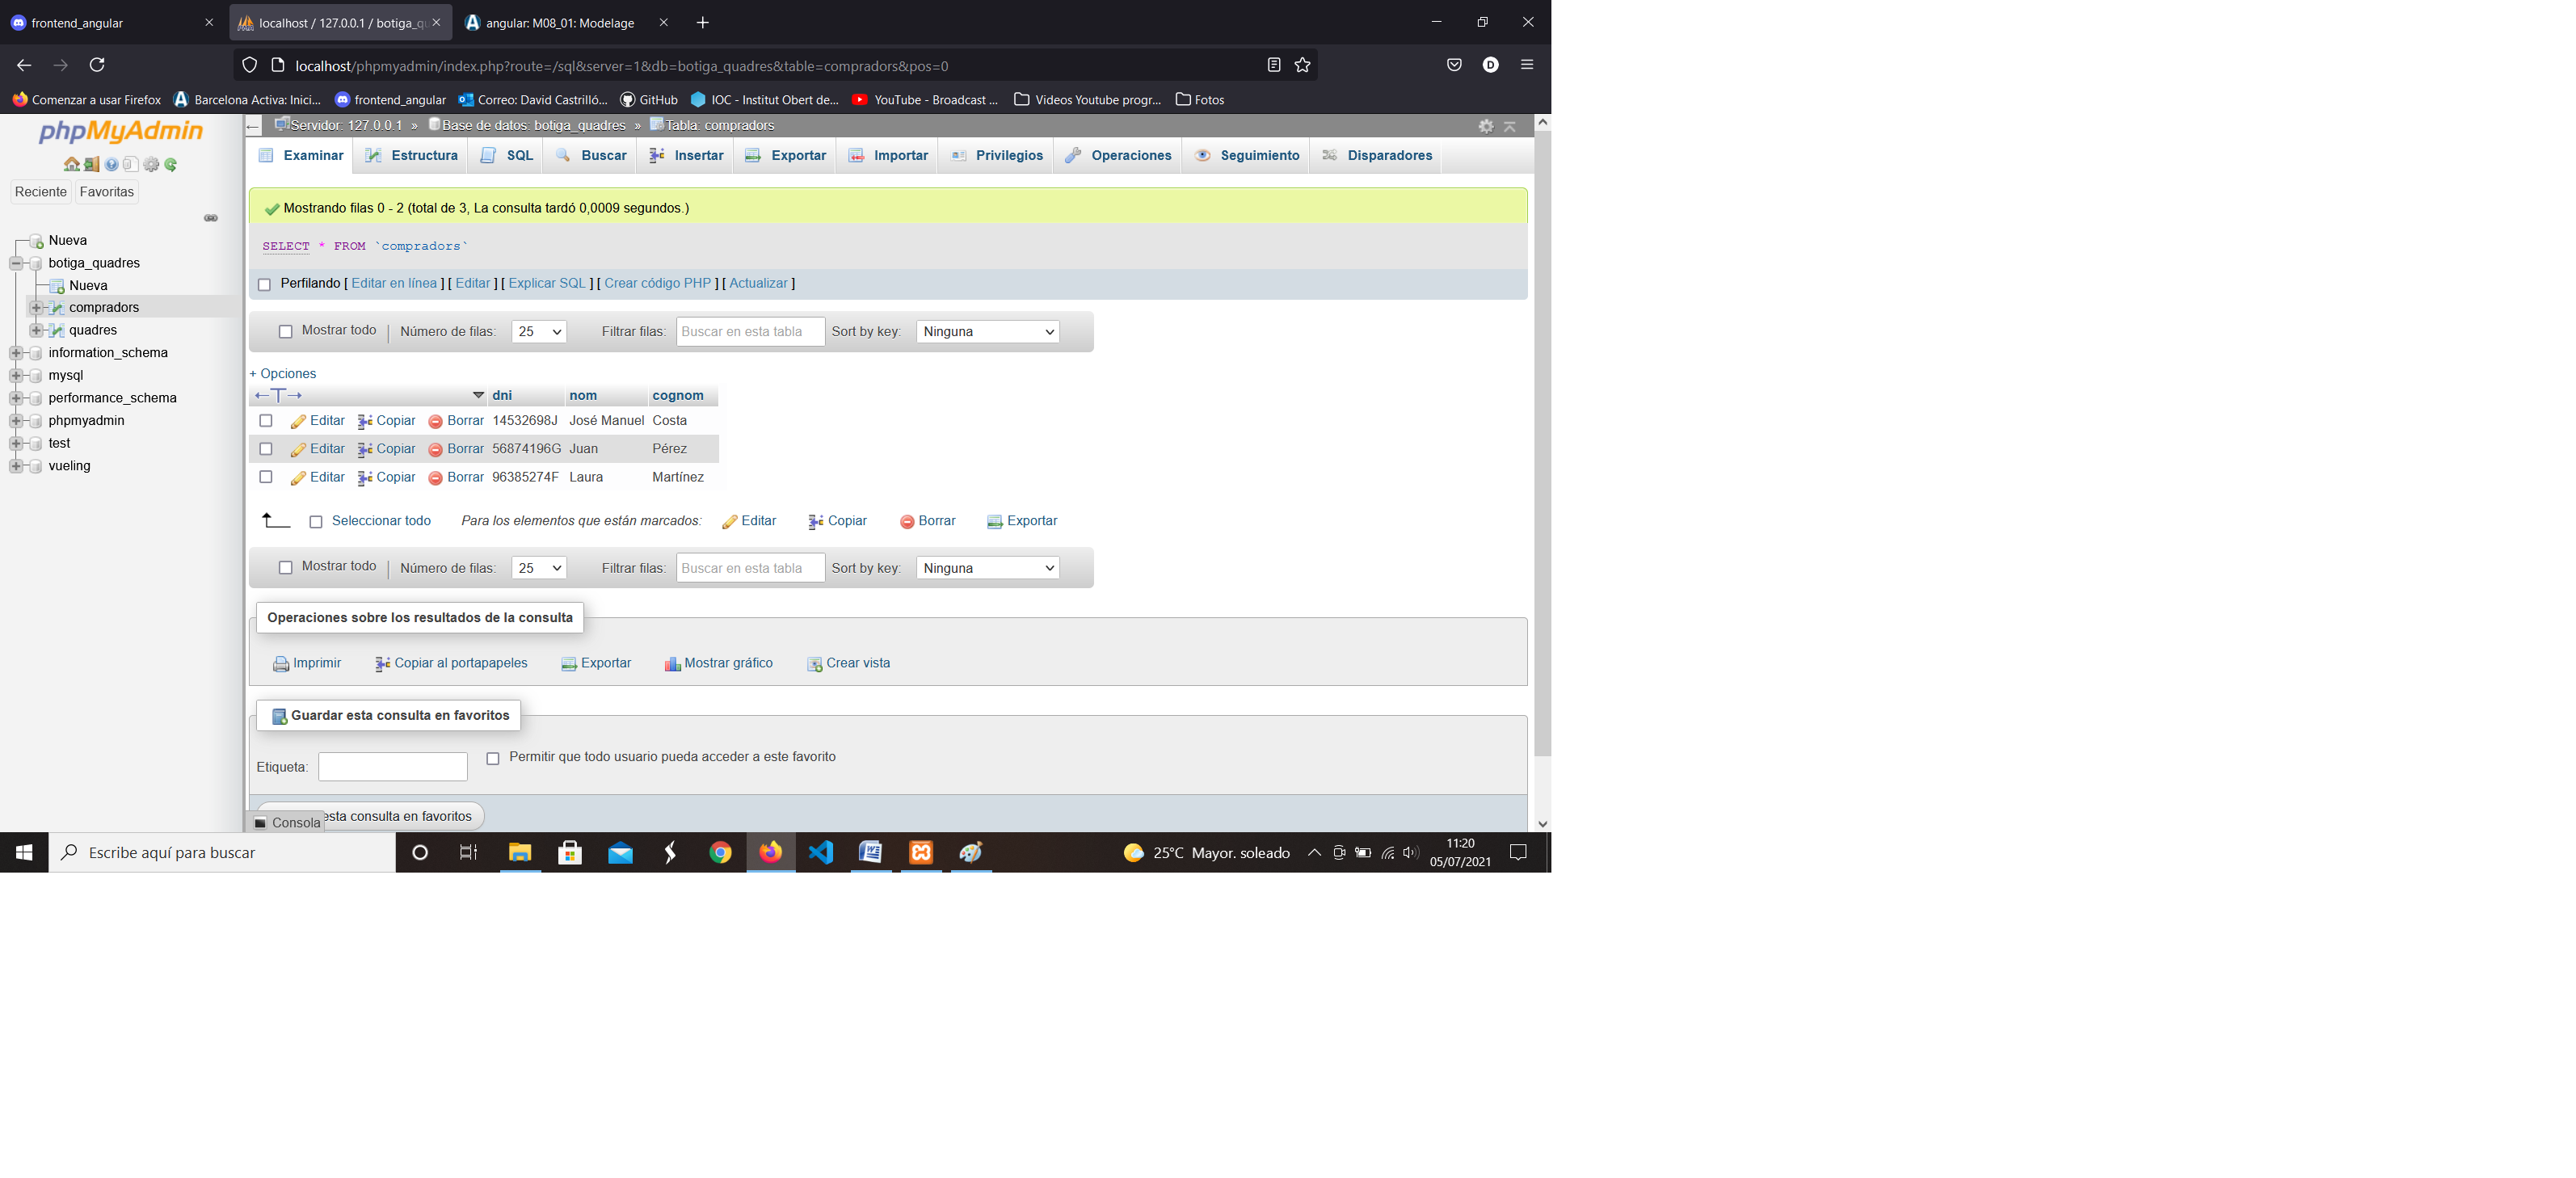 frontend_angular
localhost / 127.0.0.1 / botiga_qu
angular: M08_01: Modelage
localhost/phpmyadmin/index.php?route=/sql&server=1&db=botiga_quadres&table=compradors&pos=0
D
Comenzar a usar Firefox
Barcelona Activa: Inici...
frontend_angular
Correo: David Castrilló...
GitHub
IOC - Institut Obert de...
YouTube - Broadcast ...
Videos Youtube progr...
Fotos
phpMyAdmin
Reciente Favoritas
Nueva
botiga_quadres
Nueva
compradors
quadres
information_schema
mysql
performance_schema
phpmyadmin
test
vueling
Servidor: 127.0.0.1 » Base de datos: botiga_quadres » Tabla: compradors
Examinar Estructura SQL Buscar Insertar Exportar Importar Privilegios Operaciones Seguimiento Disparadores
Mostrando filas 0 - 2 (total de 3, La consulta tardó 0,0009 segundos.)
SELECT * FROM `compradors`
Perfilando [ Editar en línea ] [ Editar ] [ Explicar SQL ] [ Crear código PHP ] [ Actualizar ]
Mostrar todo | Número de filas: 25 Filtrar filas: Buscar en esta tabla Sort by key: Ninguna
+ Opciones
←T→ dni nom cognom
Editar Copiar Borrar 14532698J José Manuel Costa
Editar Copiar Borrar 56874196G Juan Pérez
Editar Copiar Borrar 96385274F Laura Martínez
Seleccionar todo Para los elementos que están marcados: Editar Copiar Borrar Exportar
Mostrar todo | Número de filas: 25 Filtrar filas: Buscar en esta tabla Sort by key: Ninguna
Operaciones sobre los resultados de la consulta
Imprimir Copiar al portapapeles Exportar Mostrar gráfico Crear vista
Guardar esta consulta en favoritos
Etiqueta: Permitir que todo usuario pueda acceder a este favorito
esta consulta en favoritos
Consola
Escribe aquí para buscar
25°C Mayor. soleado
11:20
05/07/2021